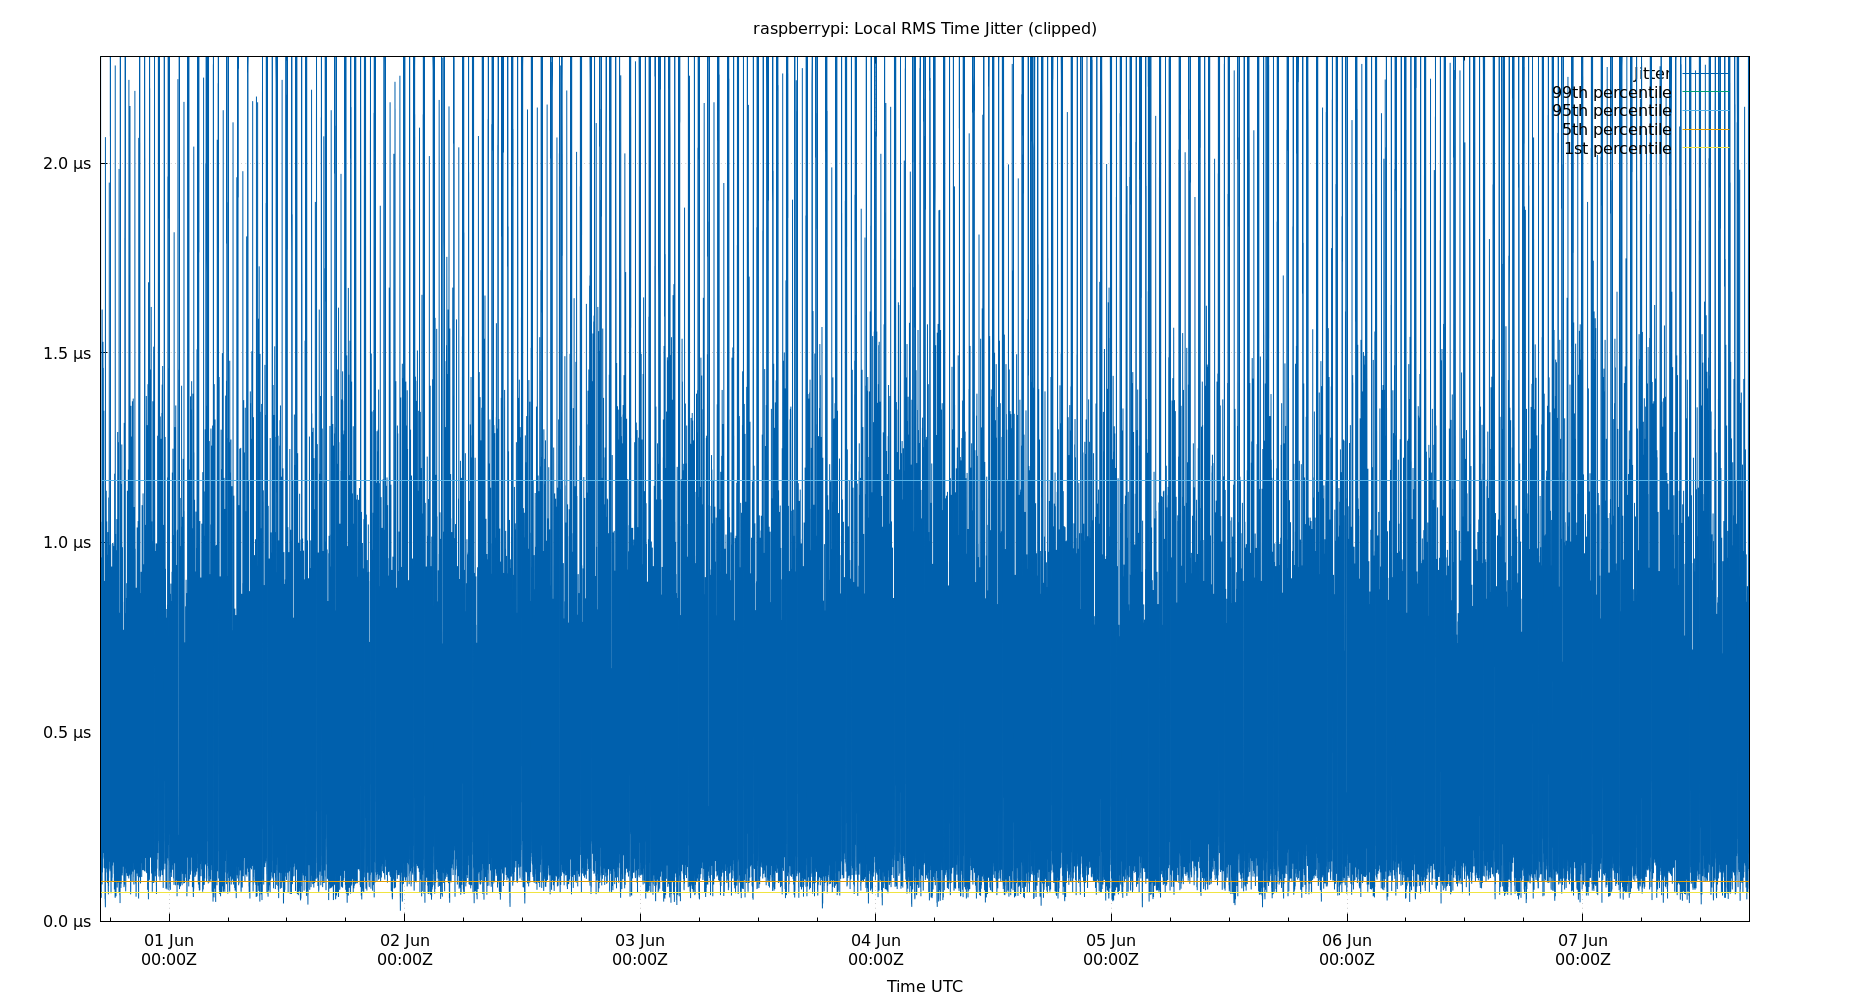 raspberrypi: Local RMS Time Jitter (clipped)
jitter
99th percentile
95th percentile
5th percentile
1st percentile
2.0 μs
1.5 μs
1.0 μs
0.5 μs
0.0 μs
01 Jun 02 Jun 03 Jun 04 Jun 05 Jun 06 Jun 07 Jun
00:00Z 00:00Z 00:00Z 00:00Z 00:00Z 00:00Z 00:00Z
Time UTC